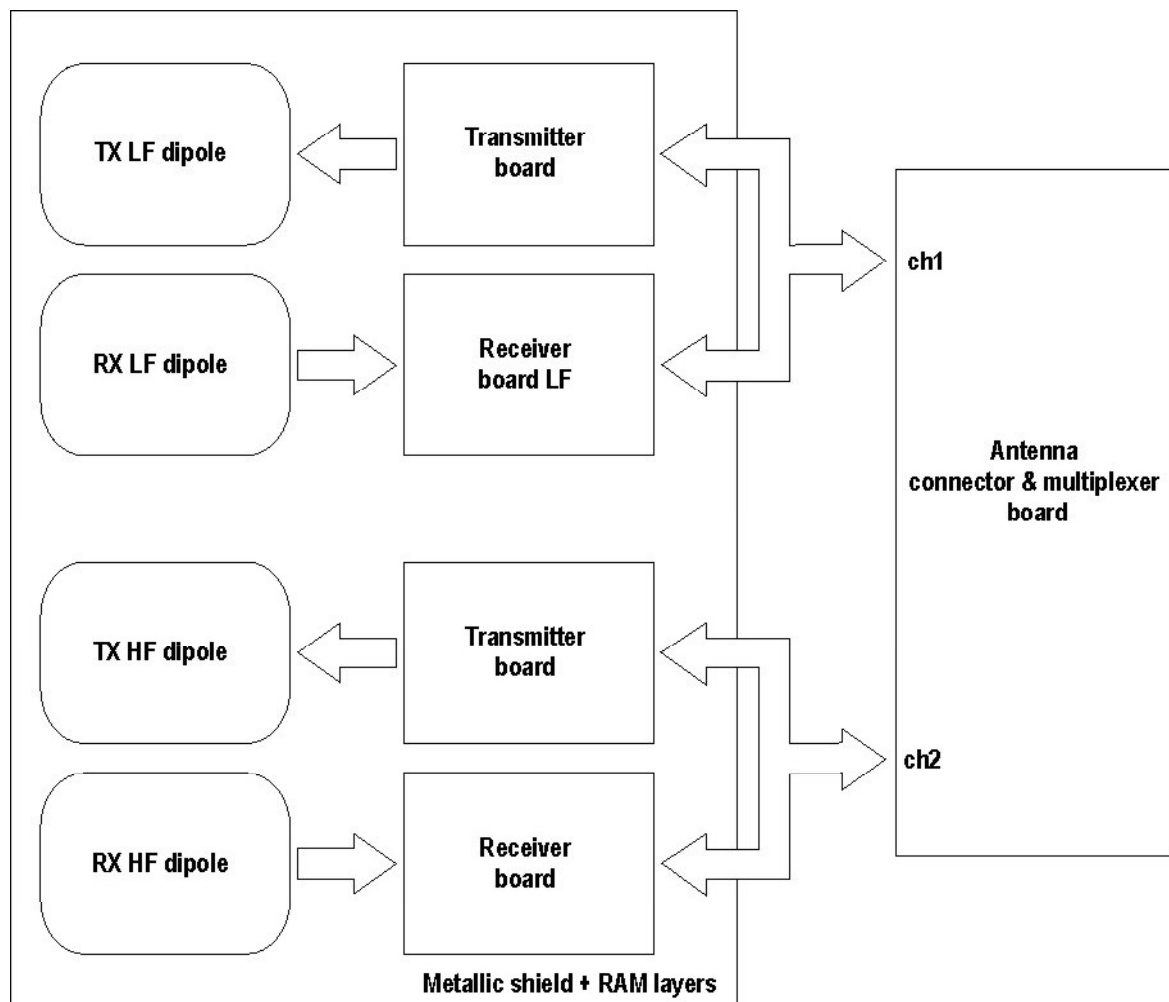 TX LF dipole
Transmitter
board
RX LF dipole
Receiver
board LF
ch1
Antenna
connector & multiplexer
board
TX HF dipole
Transmitter
board
ch2
RX HF dipole
Receiver
board
Metallic shield + RAM layers